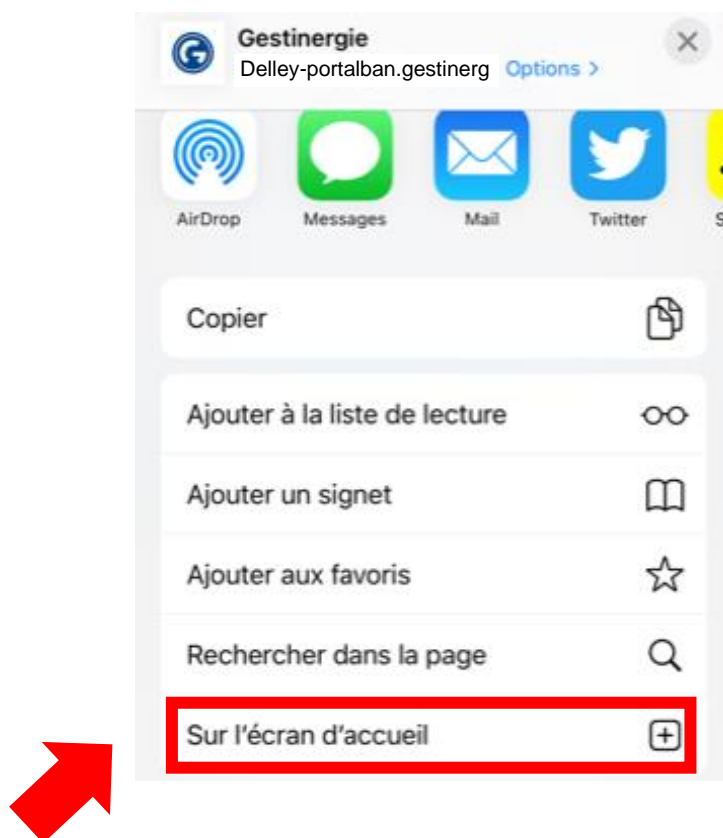 Gestinergie
Delley-portalban.gestinerg Options >
AirDrop Messages Mail Twitter S
Copier
Ajouter à la liste de lecture
Ajouter un signet
Ajouter aux favoris
Rechercher dans la page
Sur l'écran d'accueil